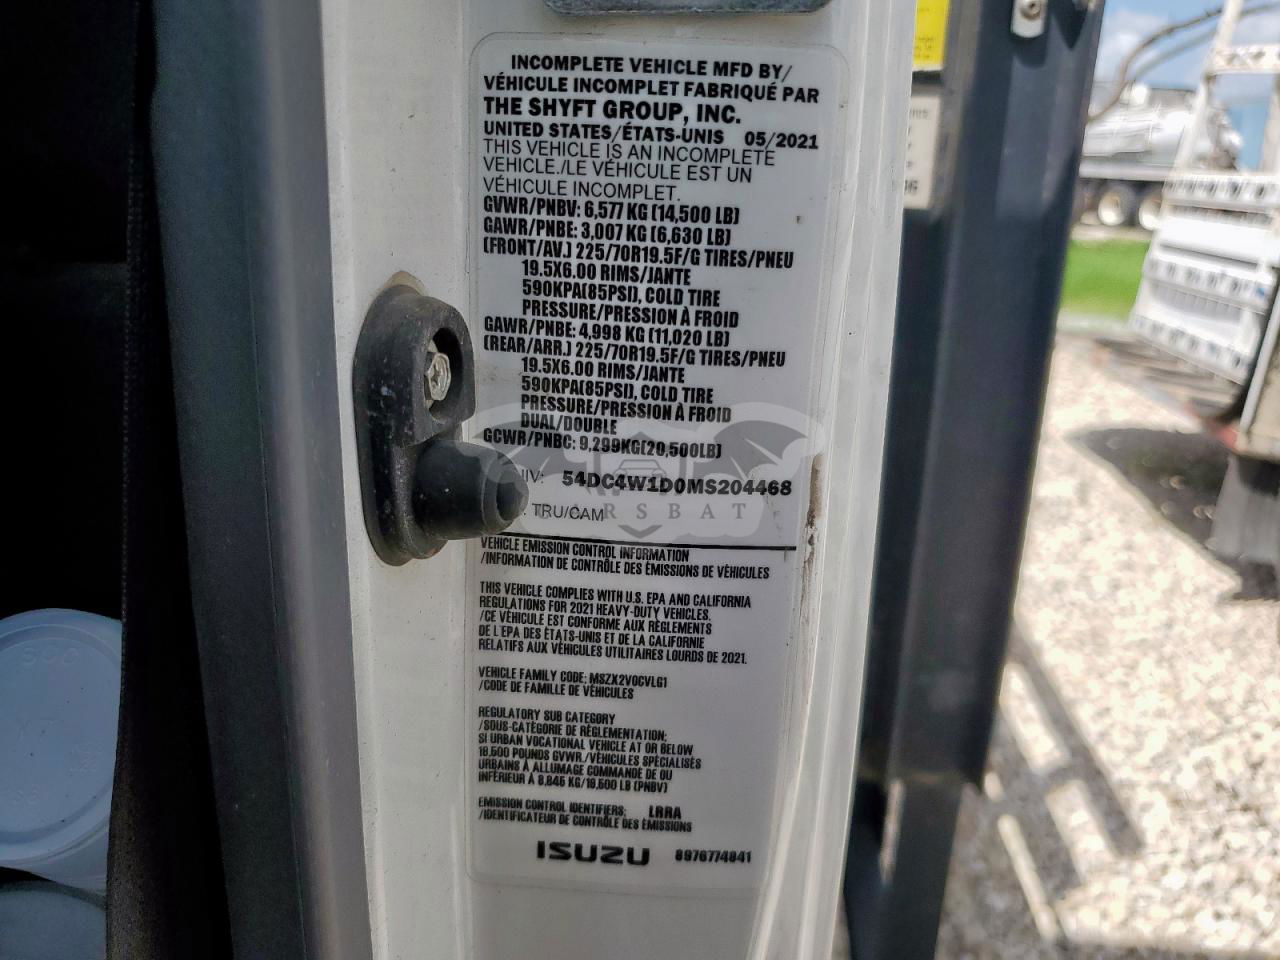 INCOMPLETE VEHICLE MFD BY/
VÉHICULE INCOMPLET FABRIQUÉ PAR
THE SHYFT GROUP, INC.
UNITED STATES/ÉTATS-UNIS 05/2021
THIS VEHICLE IS AN INCOMPLETE
VEHICLE./LE VÉHICULE EST UN
VÉHICULE INCOMPLET.
GVWR/PNBV: 6,577 KG (14,500 LB)
GAWR/PNBE: 3,007 KG (6,630 LB)
(FRONT/AV.) 225/70R19.5F/G TIRES/PNEU
19.5X6.00 RIMS/JANTE
590KPA(85PSI), COLD TIRE
PRESSURE/PRESSION À FROID
GAWR/PNBE: 4,998 KG (11,020 LB)
(REAR/ARR.) 225/70R19.5F/G TIRES/PNEU
19.5X6.00 RIMS/JANTE
590KPA(85PSI), COLD TIRE
PRESSURE/PRESSION À FROID
DUAL/DOUBLE
GCWR/PNBC: 9,299KG(20,500LB)
IIV: 54DC4W1D0MS204468
TRU/CAM
RSBAT
VEHICLE EMISSION CONTROL INFORMATION
/INFORMATION DE CONTRÔLE DES ÉMISSIONS DE VÉHICULES
THIS VEHICLE COMPLIES WITH U.S. EPA AND CALIFORNIA
REGULATIONS FOR 2021 HEAVY-DUTY VEHICLES.
/CE VÉHICULE EST CONFORME AUX RÈGLEMENTS
DE L'EPA DES ÉTATS-UNIS ET DE LA CALIFORNIE
RELATIFS AUX VÉHICULES UTILITAIRES LOURDS DE 2021.
VEHICLE FAMILY CODE: MSZX2VOCVLG1
/CODE DE FAMILLE DE VÉHICULES
REGULATORY SUB CATEGORY
/SOUS-CATÉGORIE DE RÉGLEMENTATION:
SI URBAN VOCATIONAL VEHICLE AT OR BELOW
19,500 POUNDS GVWR/VÉHICULES SPÉCIALISÉS
URBAINS À ALLUMAGE COMMANDÉ DE OU
INFÉRIEUR À 8,845 KG/19,500 LB (PNBV)
EMISSION CONTROL IDENTIFIERS: LRRA
/IDENTIFICATEUR DE CONTRÔLE DES ÉMISSIONS
ISUZU 8976774841